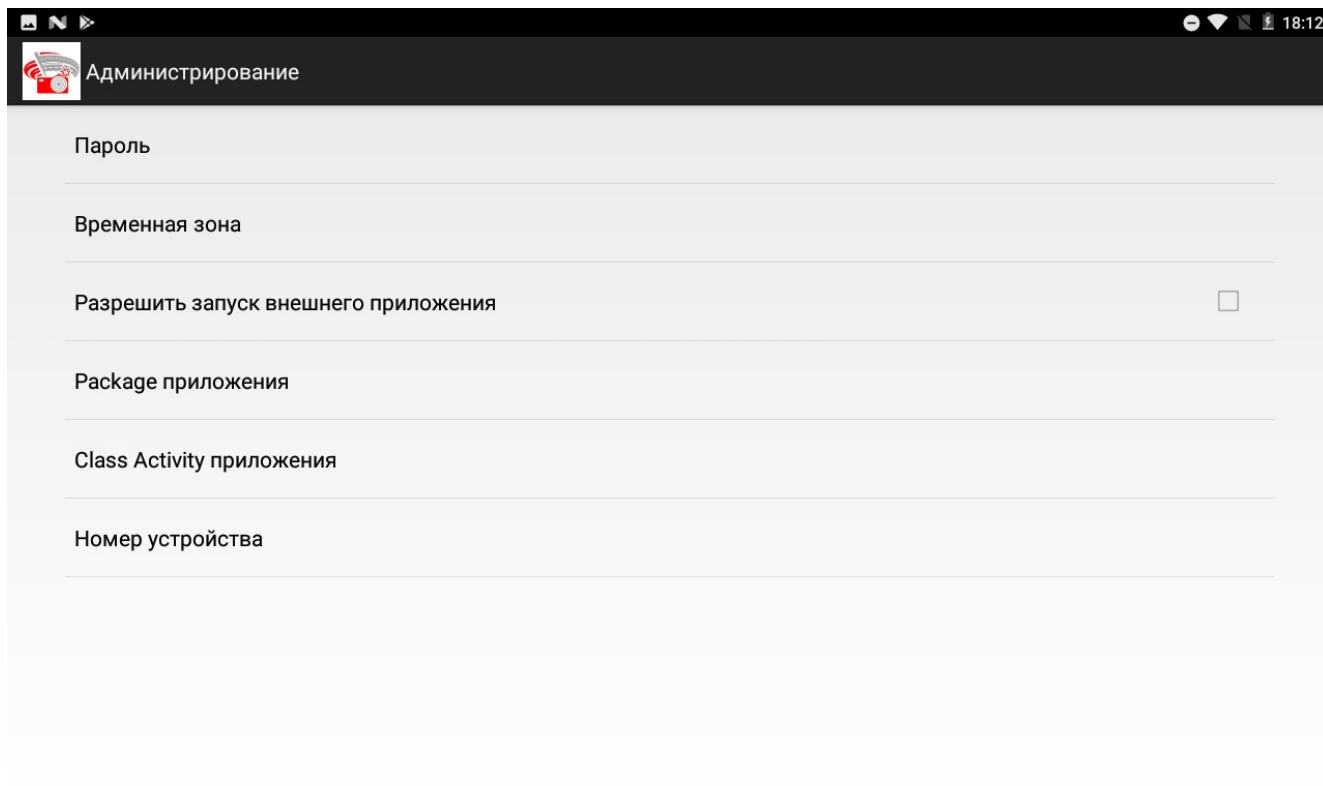 18:12
Администрирование
Пароль
Временная зона
Разрешить запуск внешнего приложения
Package приложения
Class Activity приложения
Номер устройства